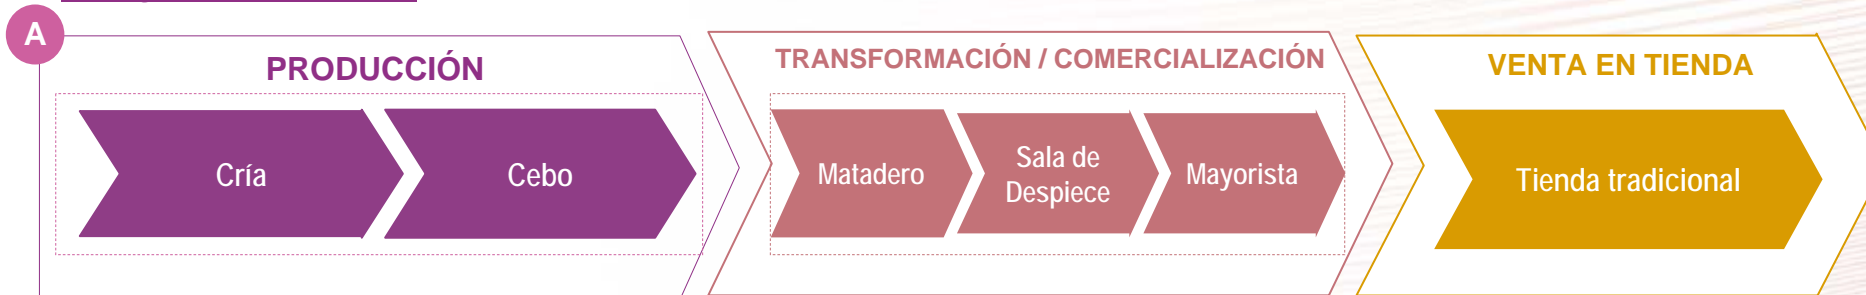 A
PRODUCCIÓN
Cría
Cebo
TRANSFORMACIÓN / COMERCIALIZACIÓN
Matadero
Sala de
Despiece
Mayorista
VENTA EN TIENDA
Tienda tradicional